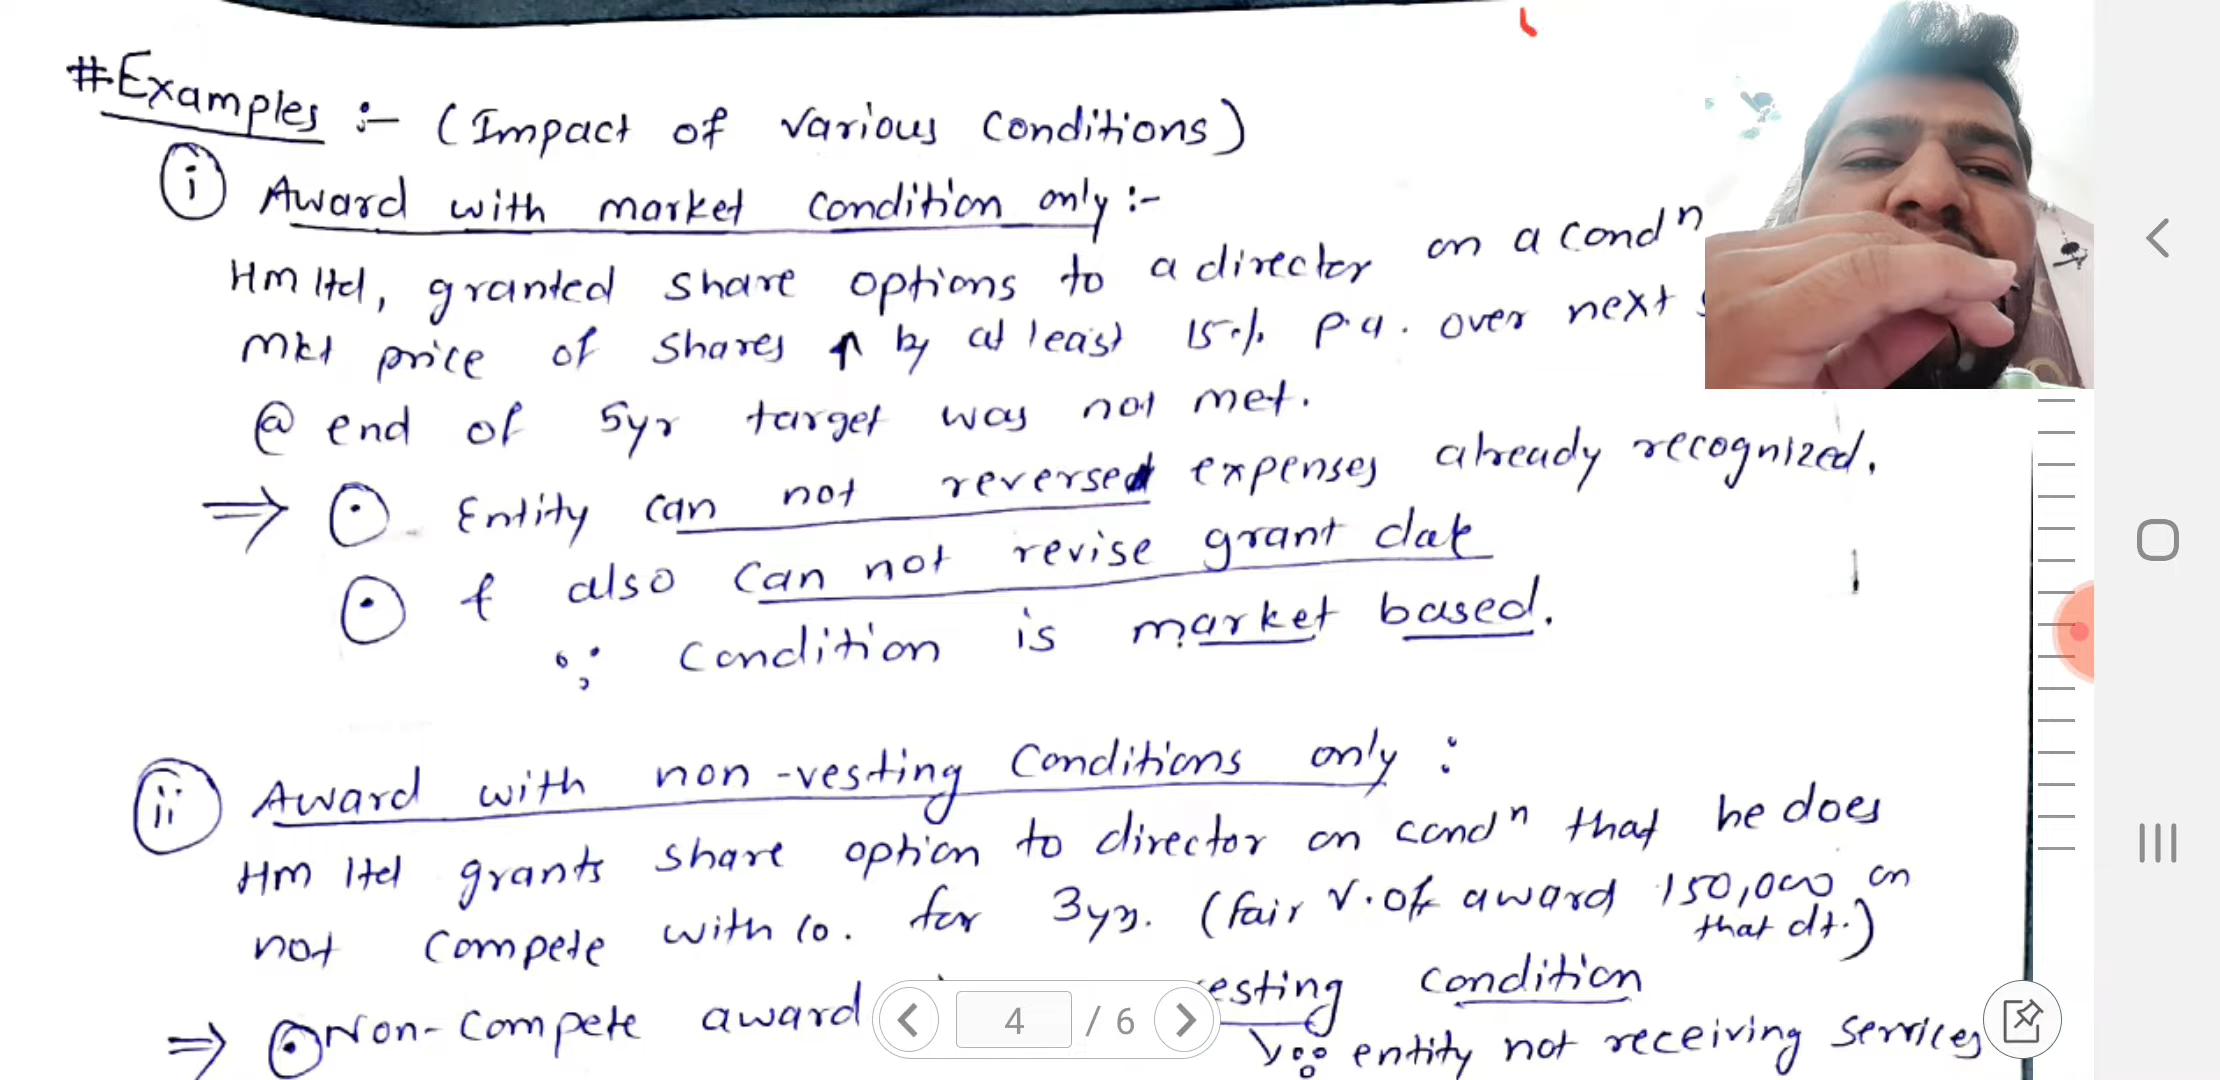 #Examples :- (Impact of various conditions)
(i) Award with market condition only :-
HM ltd, granted share options to a director on a condⁿ
mkt price of shares ↑ by at least 15% p.a. over next
@ end of 5yr target was not met.
⇒ ⊙ Entity can not reversed expenses already recognized.
⊙ & also can not revise grant date
∵ condition is market based.
(ii) Award with non-vesting conditions only :
HM ltd grants share option to director on condⁿ that he does
not compete with co. for 3yr. (fair v. of award 150,000 on
that dt.)
⇒ ⊙ Non-compete award esting condition
4 / 6
∵ entity not receiving services